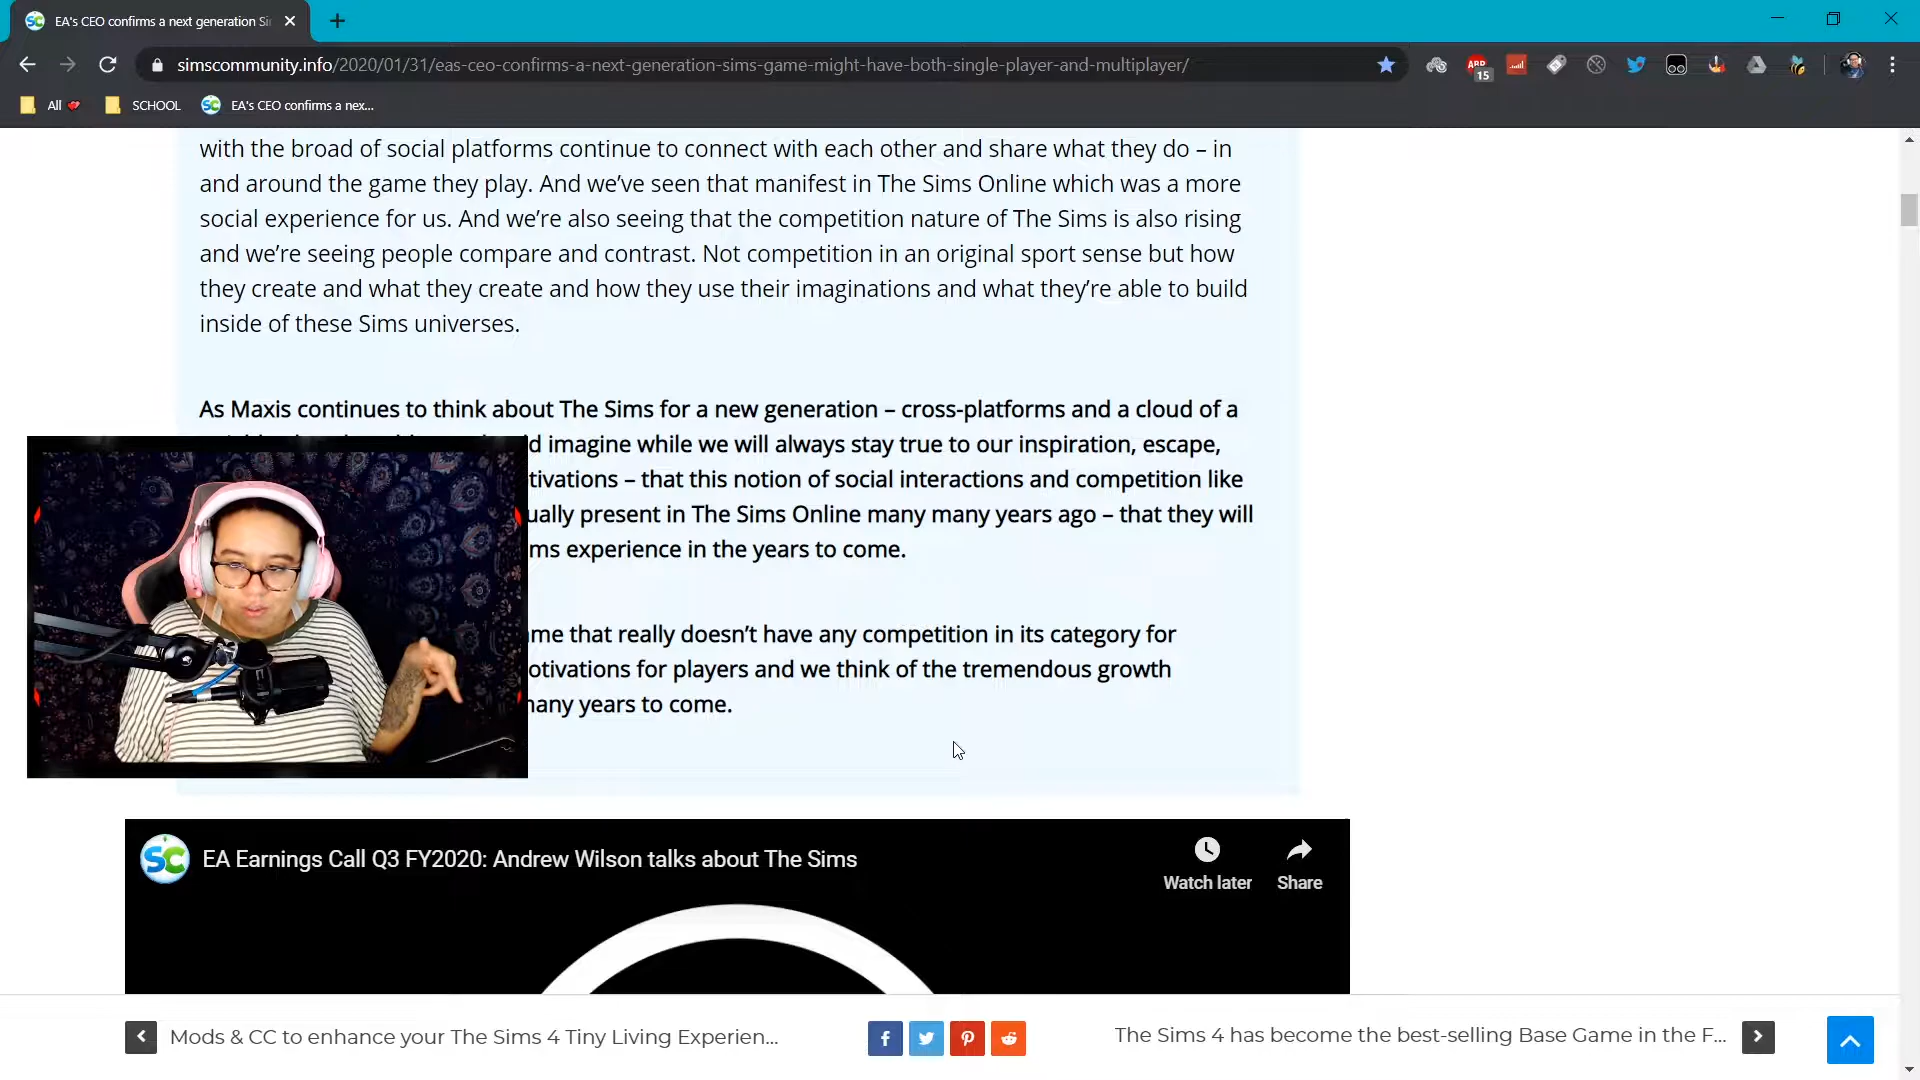 EA's CEO confirms a next generation Si
simscommunity.info/2020/01/31/eas-ceo-confirms-a-next-generation-sims-game-might-have-both-single-player-and-multiplayer/
ABP
15
All
SCHOOL
EA's CEO confirms a nex...
with the broad of social platforms continue to connect with each other and share what they do – in
and around the game they play. And we've seen that manifest in The Sims Online which was a more
social experience for us. And we're also seeing that the competition nature of The Sims is also rising
and we're seeing people compare and contrast. Not competition in an original sport sense but how
they create and what they create and how they use their imaginations and what they're able to build
inside of these Sims universes.
As Maxis continues to think about The Sims for a new generation – cross-platforms and a cloud of a
imagine while we will always stay true to our inspiration, escape,
tivations – that this notion of social interactions and competition like
ually present in The Sims Online many many years ago – that they will
ms experience in the years to come.
me that really doesn't have any competition in its category for
otivations for players and we think of the tremendous growth
many years to come.
SC
EA Earnings Call Q3 FY2020: Andrew Wilson talks about The Sims
Watch later
Share
Mods & CC to enhance your The Sims 4 Tiny Living Experien...
The Sims 4 has become the best-selling Base Game in the F...